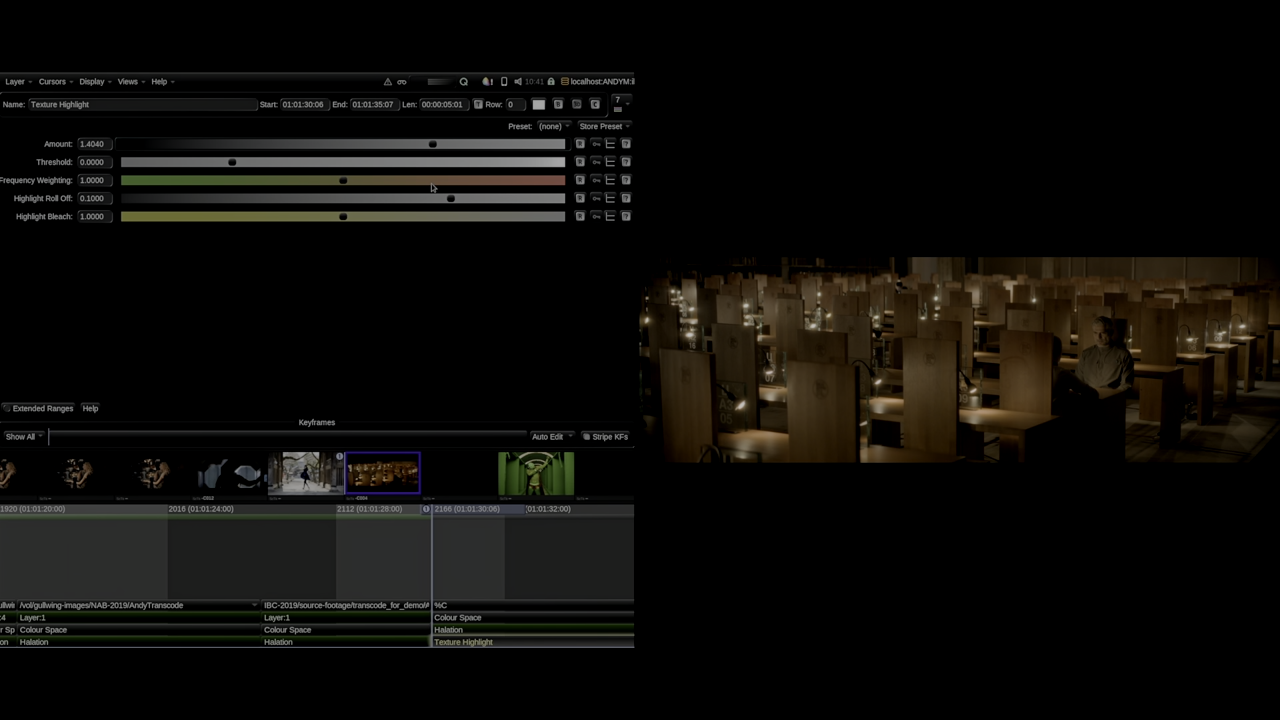 Layer Cursors Display Views Help 10:41 localhost:ANDYM:
Name: Texture Highlight Start: 01:01:30:06 End: 01:01:35:07 Len: 00:00:05:01 Row: 0 7
Preset: (none) Store Preset
Amount: 1.4040
Threshold: 0.0000
Frequency Weighting: 1.0000
Highlight Roll Off: 0.1000
Highlight Bleach: 1.0000
Extended Ranges Help
Keyframes
Show All Auto Edit Stripe KFs
1920 (01:01:20:00) 2016 (01:01:24:00) 2112 (01:01:28:00) 2166 (01:01:30:06) (01:01:32:00)
/vol/gullwing-images/NAB-2019/AndyTranscode IBC-2019/source-footage/transcode_for_demo/ %C
Layer:1 Layer:1 Colour Space
Colour Space Colour Space Halation
Halation Halation Texture Highlight